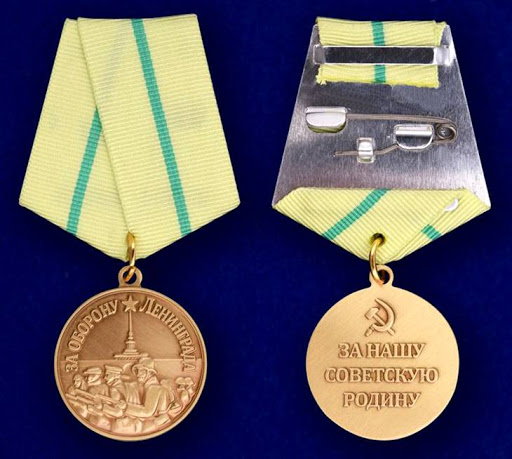 ЗА ОБОРОНУ ЛЕНИНГРАДА
ЗА НАШУ
СОВЕТСКУЮ
РОДИНУ